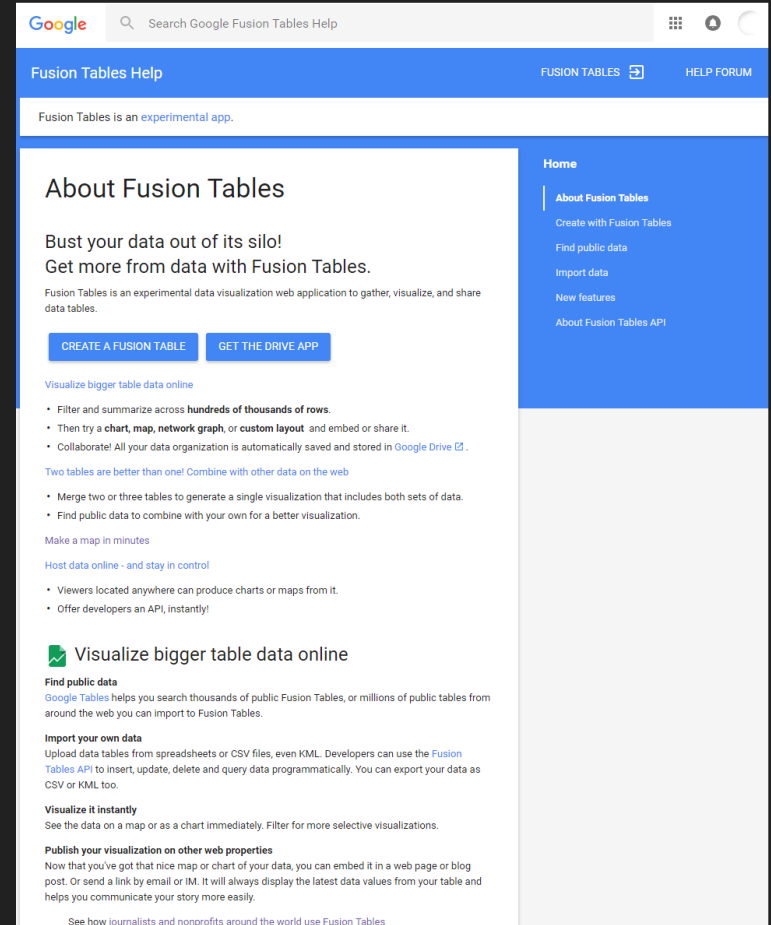 Google
Search Google Fusion Tables Help
Fusion Tables Help
FUSION TABLES
HELP FORUM
Fusion Tables is an experimental app.
About Fusion Tables
Bust your data out of its silo!
Get more from data with Fusion Tables.
Fusion Tables is an experimental data visualization web application to gather, visualize, and share
data tables.
CREATE A FUSION TABLE
GET THE DRIVE APP
Visualize bigger table data online
• Filter and summarize across hundreds of thousands of rows.
• Then try a chart, map, network graph, or custom layout and embed or share it.
• Collaborate! All your data organization is automatically saved and stored in Google Drive .
Two tables are better than one! Combine with other data on the web
• Merge two or three tables to generate a single visualization that includes both sets of data.
• Find public data to combine with your own for a better visualization.
Make a map in minutes
Host data online - and stay in control
• Viewers located anywhere can produce charts or maps from it.
• Offer developers an API, instantly!
Visualize bigger table data online
Find public data
Google Tables helps you search thousands of public Fusion Tables, or millions of public tables from
around the web you can import to Fusion Tables.
Import your own data
Upload data tables from spreadsheets or CSV files, even KML. Developers can use the Fusion
Tables API to insert, update, delete and query data programmatically. You can export your data as
CSV or KML too.
Visualize it instantly
See the data on a map or as a chart immediately. Filter for more selective visualizations.
Publish your visualization on other web properties
Now that you've got that nice map or chart of your data, you can embed it in a web page or blog
post. Or send a link by email or IM. It will always display the latest data values from your table and
helps you communicate your story more easily.
See how journalists and nonprofits around the world use Fusion Tables
Home
About Fusion Tables
Create with Fusion Tables
Find public data
Import data
New features
About Fusion Tables API